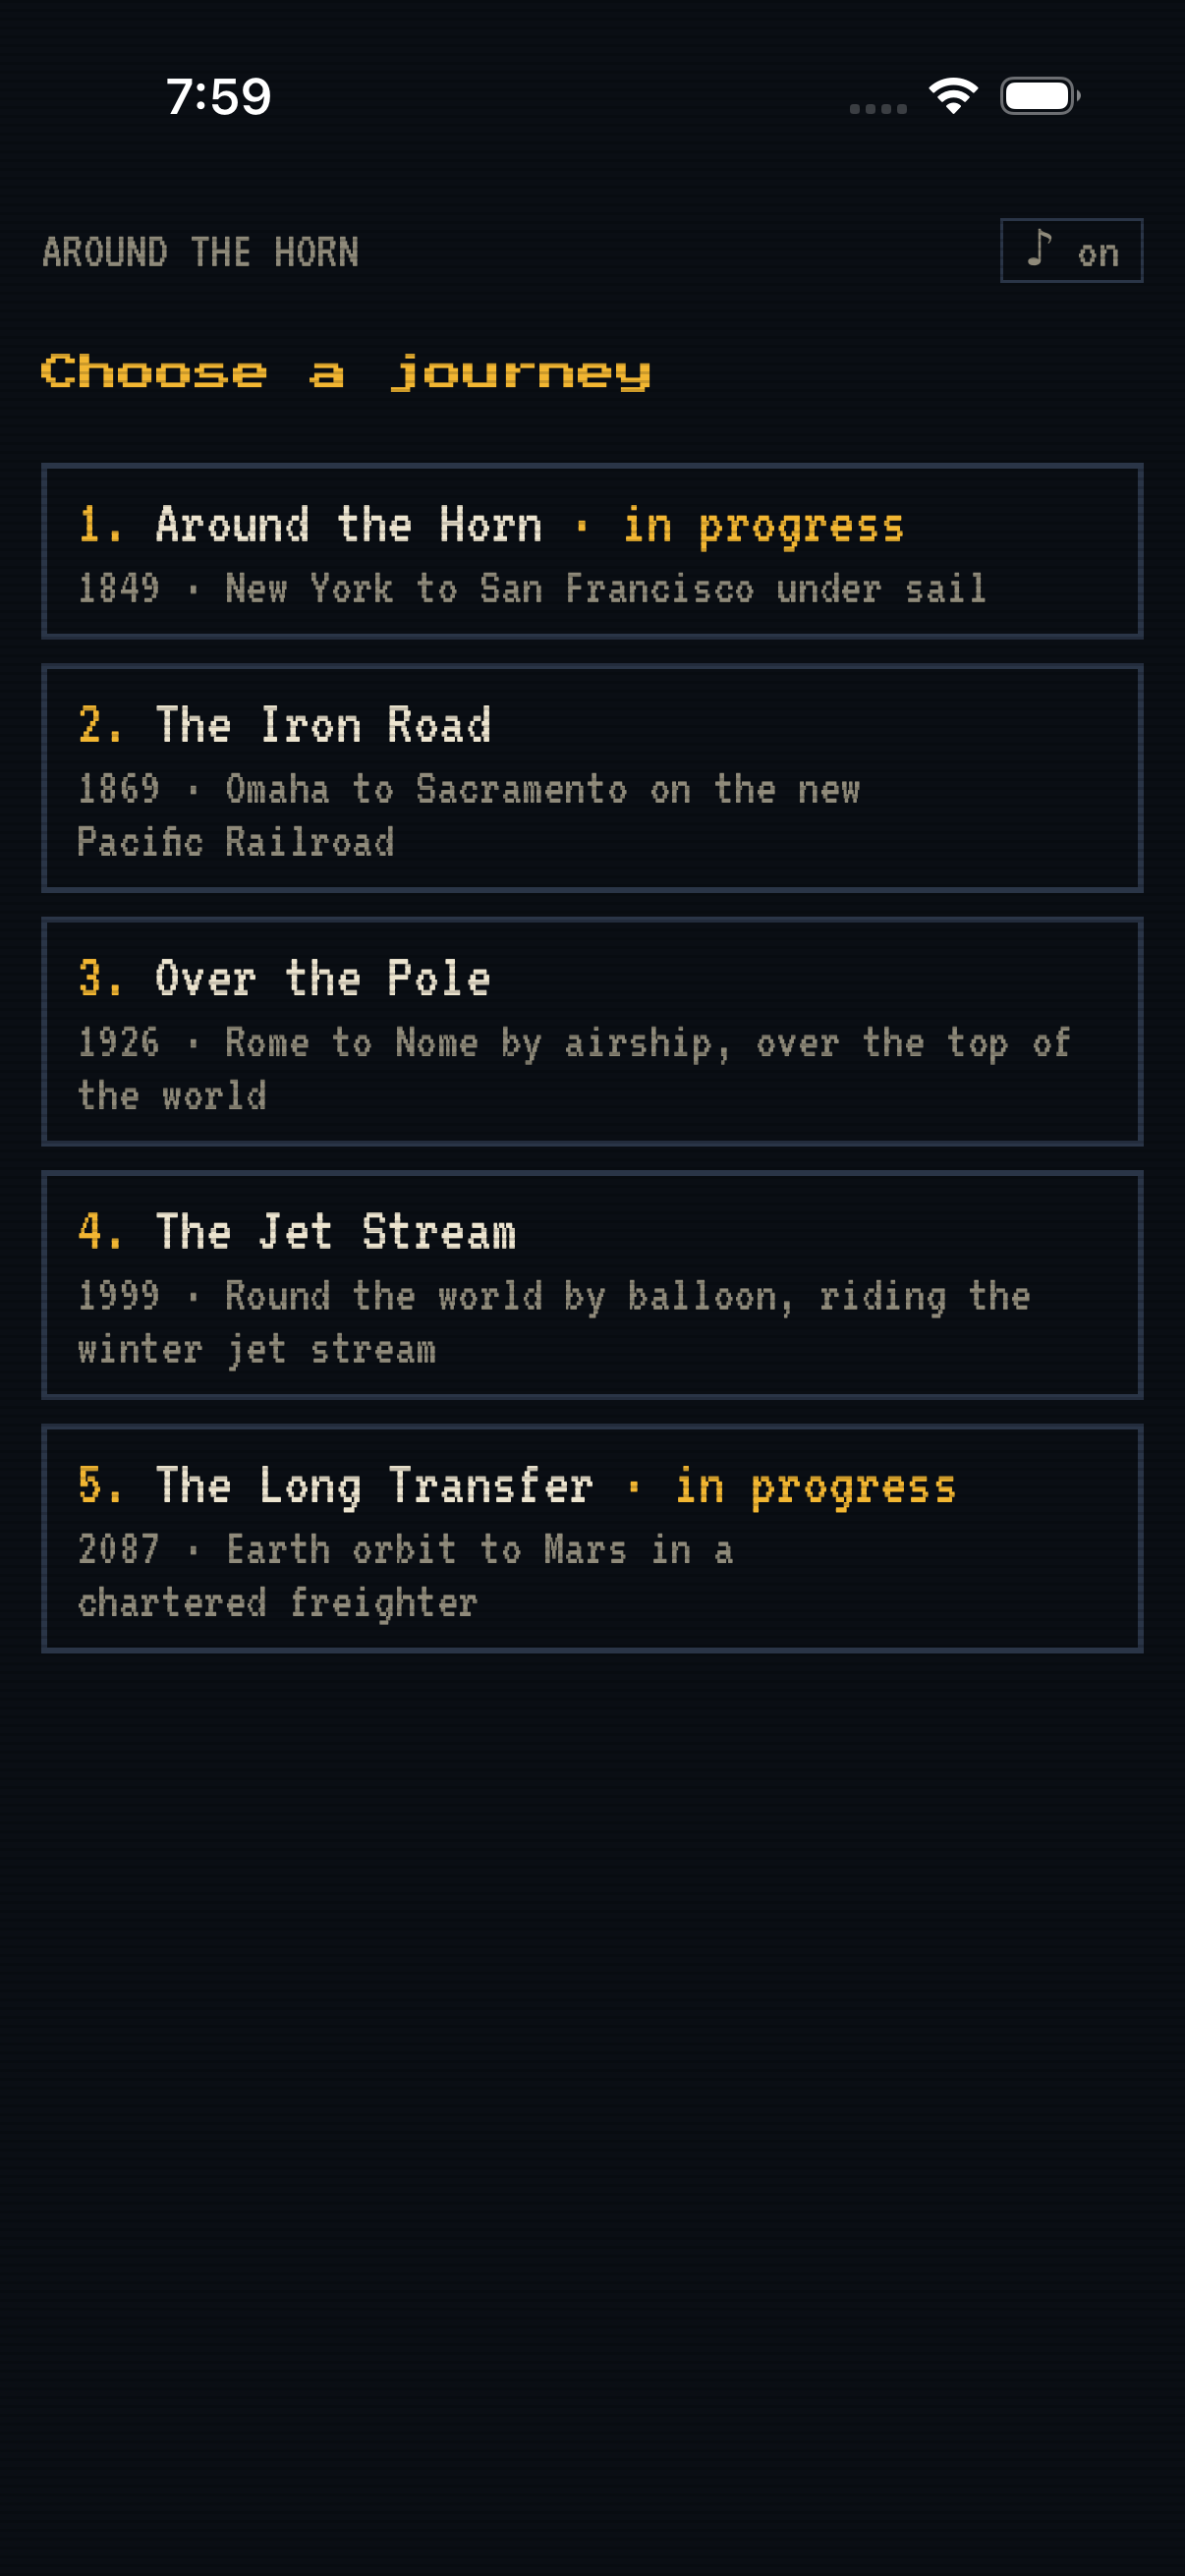 7:59
AROUND THE HORN
♪ on
Choose a journey
1. Around the Horn · in progress
1849 · New York to San Francisco under sail
2. The Iron Road
1869 · Omaha to Sacramento on the new
Pacific Railroad
3. Over the Pole
1926 · Rome to Nome by airship, over the top of
the world
4. The Jet Stream
1999 · Round the world by balloon, riding the
winter jet stream
5. The Long Transfer · in progress
2087 · Earth orbit to Mars in a
chartered freighter